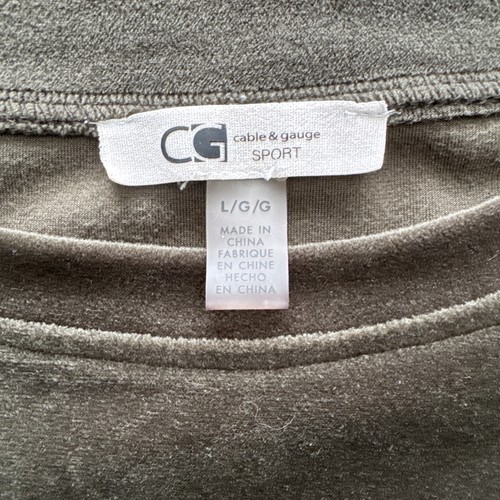 CG cable & gauge
SPORT
L/G/G
MADE IN
CHINA
FABRIQUE
EN CHINE
HECHO
EN CHINA